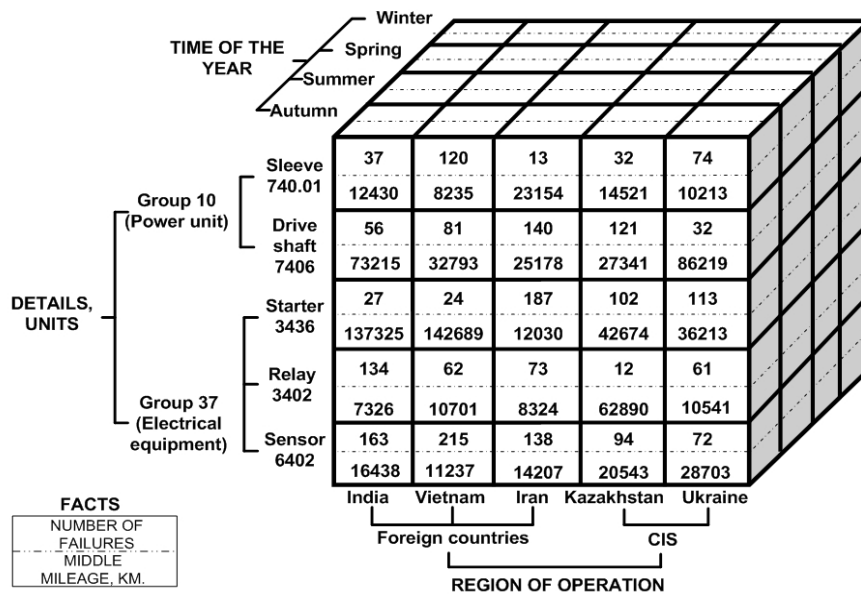 Winter
TIME OF THE
YEAR
Spring
Summer
Autumn
Sleeve
740.01
37 120 13 32 74
12430 8235 23154 14521 10213
Group 10
(Power unit)
Drive
shaft
7406
56 81 140 121 32
73215 32793 25178 27341 86219
DETAILS,
UNITS
Starter
3436
27 24 187 102 113
137325 142689 12030 42674 36213
Relay
3402
134 62 73 12 61
7326 10701 8324 62890 10541
Group 37
(Electrical
equipment)
Sensor
6402
163 215 138 94 72
16438 11237 14207 20543 28703
India Vietnam Iran Kazakhstan Ukraine
Foreign countries CIS
REGION OF OPERATION
FACTS
NUMBER OF
FAILURES
MIDDLE
MILEAGE, KM.